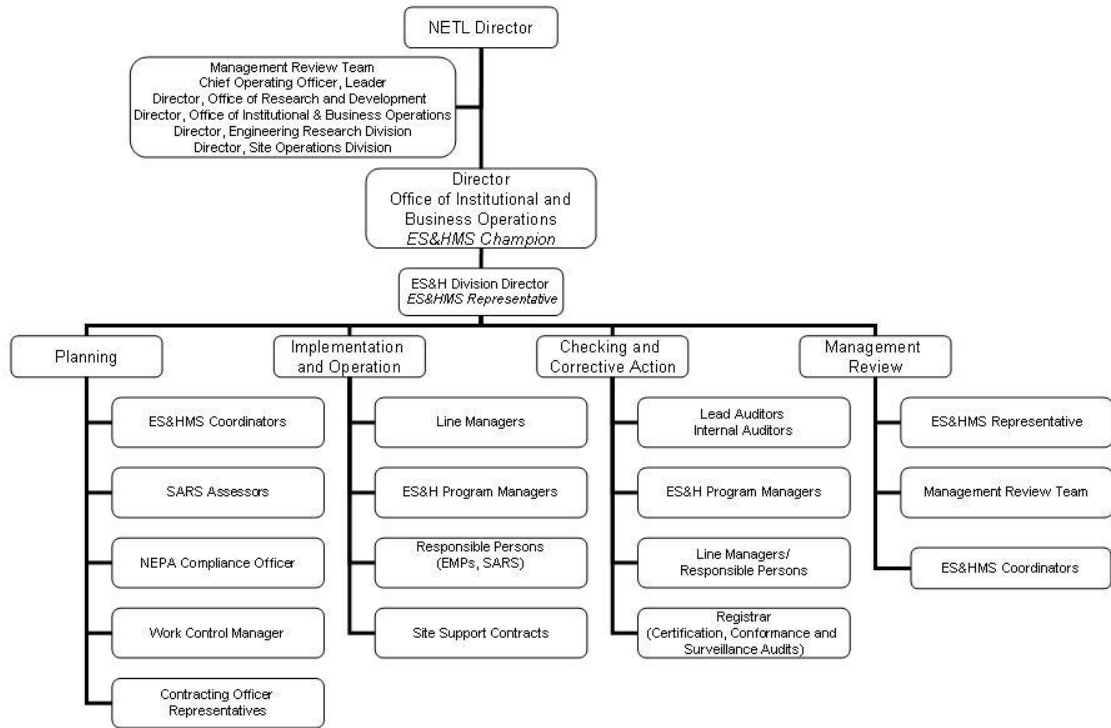 NETL Director
Management Review Team
Chief Operating Officer, Leader
Director, Office of Research and Development
Director, Office of Institutional & Business Operations
Director, Engineering Research Division
Director, Site Operations Division
Director
Office of Institutional and
Business Operations
ES&HMS Champion
ES&H Division Director
ES&HMS Representative
Planning
ES&HMS Coordinators
SARS Assessors
NEPA Compliance Officer
Work Control Manager
Contracting Officer
Representatives
Implementation
and Operation
Line Managers
ES&H Program Managers
Responsible Persons
(EMPs, SARS)
Site Support Contracts
Checking and
Corrective Action
Lead Auditors
Internal Auditors
ES&H Program Managers
Line Managers/
Responsible Persons
Registrar
(Certification, Conformance and
Surveillance Audits)
Management
Review
ES&HMS Representative
Management Review Team
ES&HMS Coordinators